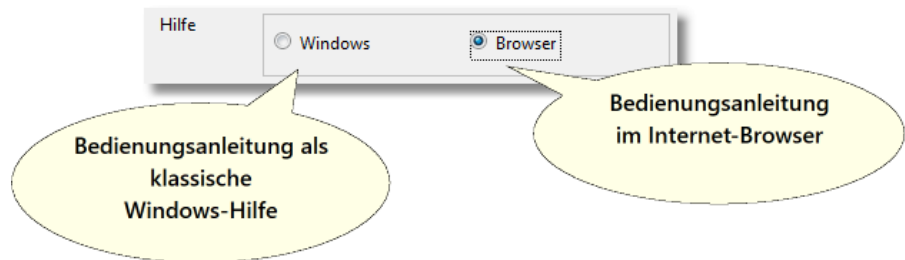 Hilfe
Windows
Browser
Bedienungsanleitung als
klassische
Windows-Hilfe
Bedienungsanleitung
im Internet-Browser